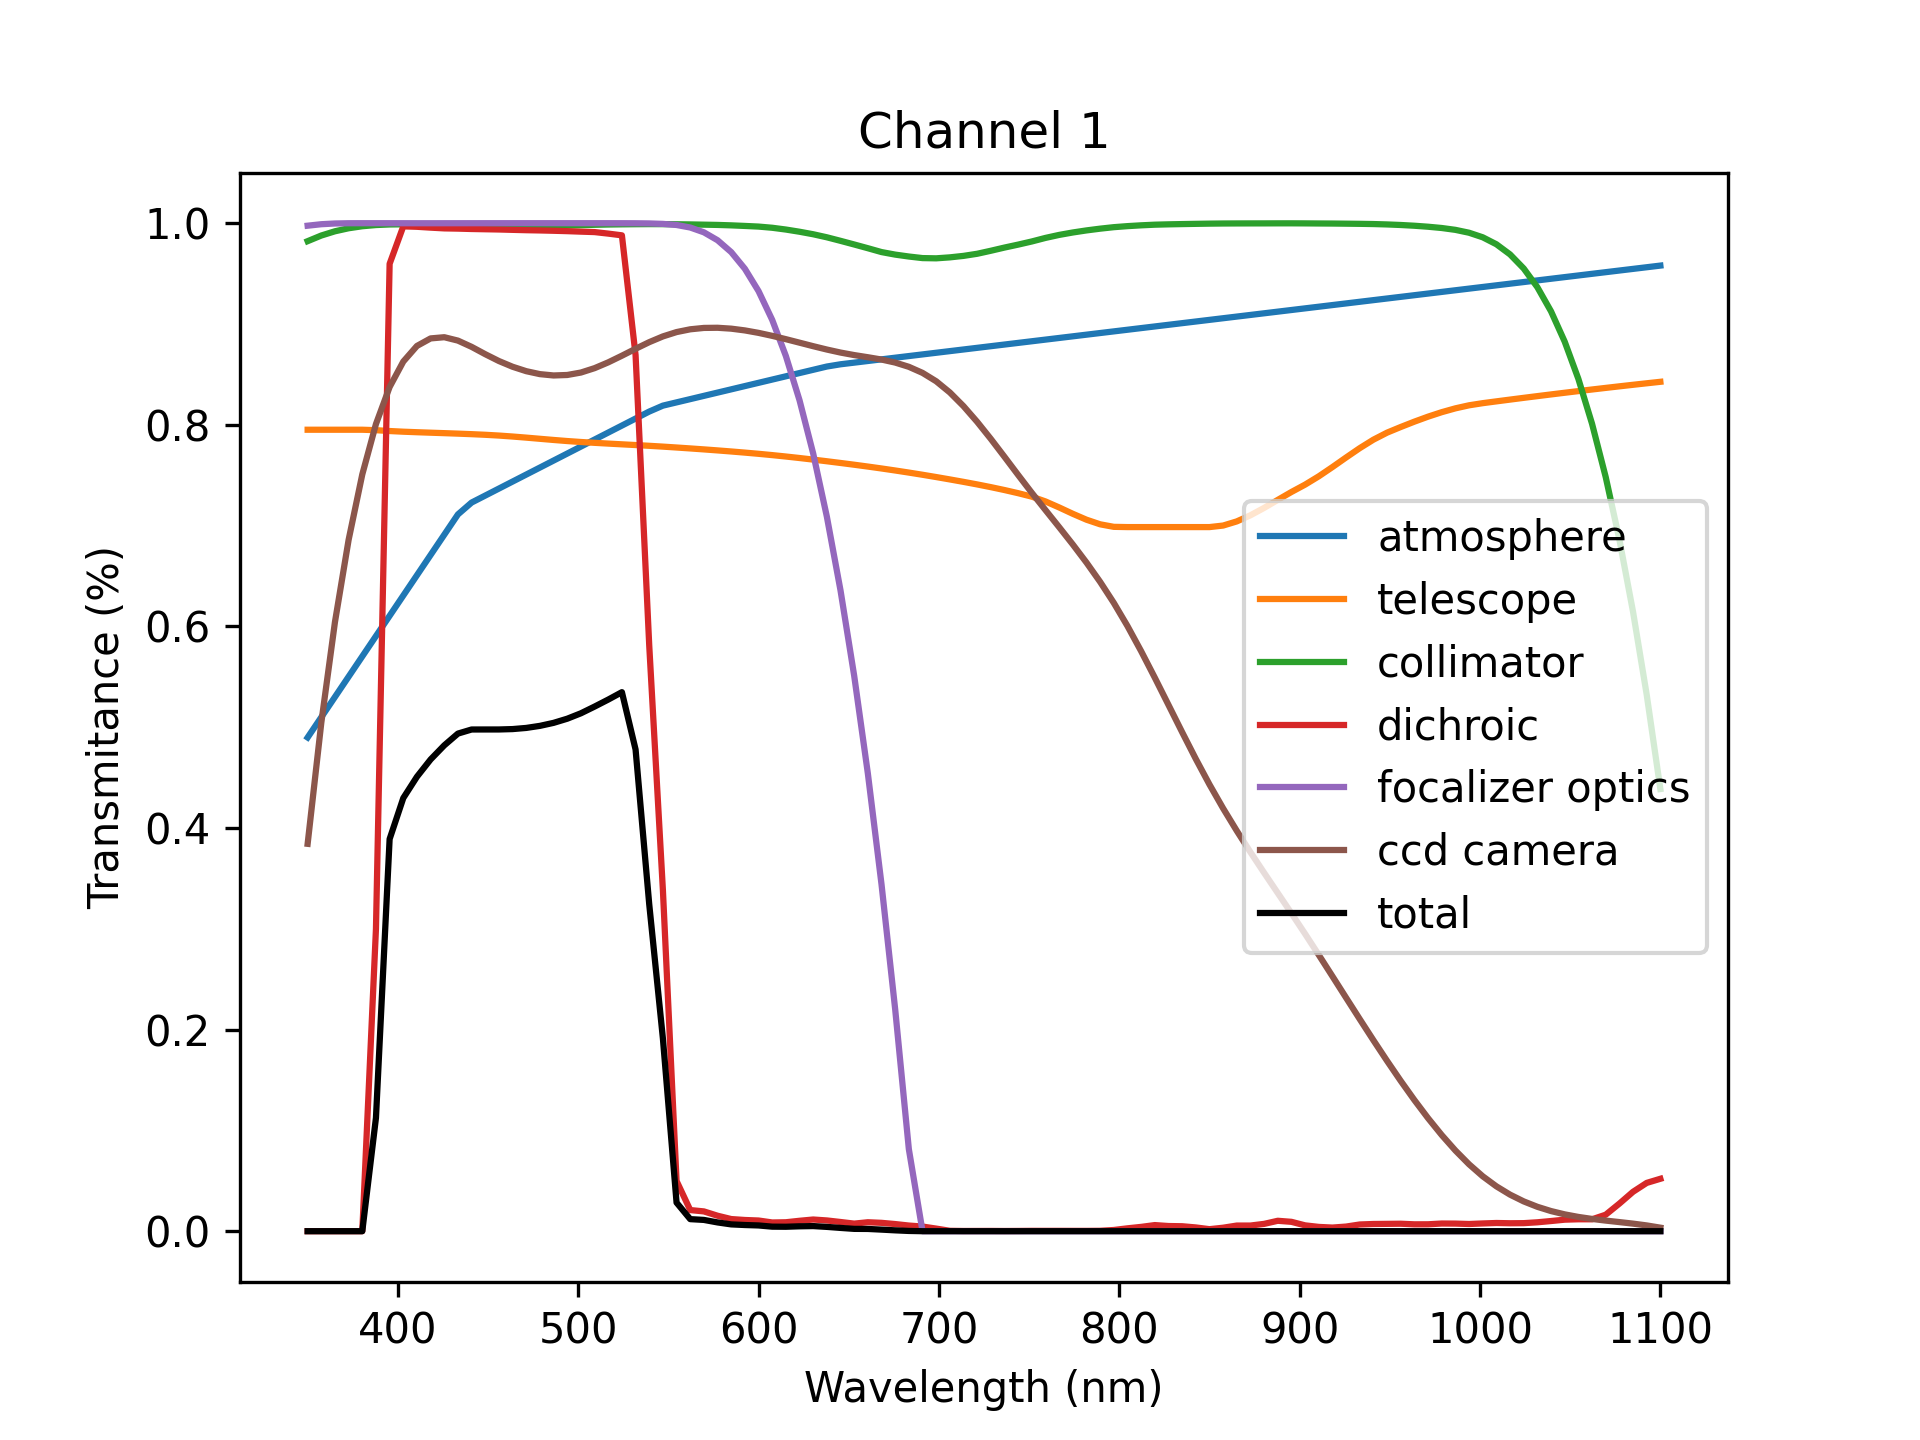 Channel 1
Transmitance (%)
1.0
0.8
0.6
0.4
0.2
0.0
atmosphere
telescope
collimator
dichroic
focalizer optics
ccd camera
total
400 500 600 700 800 900 1000 1100
Wavelength (nm)